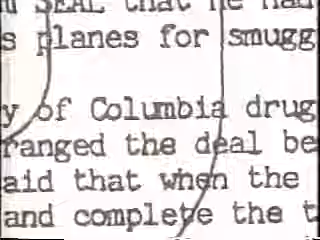 SEAL that he had
s planes for smugg
y of Columbia drug
ranged the deal be
aid that when the
and complete the t